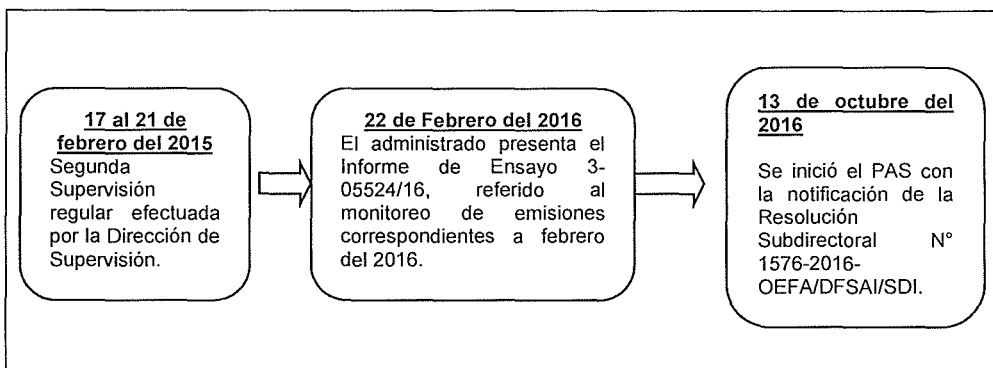 17 al 21 de
febrero del 2015
Segunda
Supervisión
regular efectuada
por la Dirección de
Supervisión.
22 de Febrero del 2016
El administrado presenta el
Informe de Ensayo 3-
05524/16, referido al
monitoreo de emisiones
correspondientes a febrero
del 2016.
13 de octubre del
2016
Se inició el PAS con
la notificación de la
Resolución
Subdirectoral N°
1576-2016-
OEFA/DFSAI/SDI.